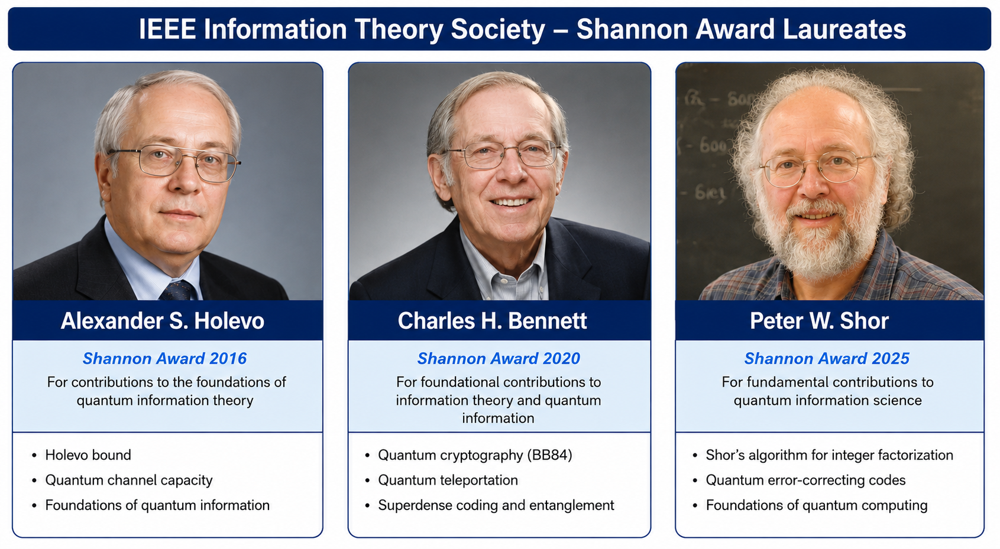 IEEE Information Theory Society – Shannon Award Laureates
Alexander S. Holevo
Shannon Award 2016
For contributions to the foundations of
quantum information theory
• Holevo bound
• Quantum channel capacity
• Foundations of quantum information
Charles H. Bennett
Shannon Award 2020
For foundational contributions to
information theory and quantum
information
• Quantum cryptography (BB84)
• Quantum teleportation
• Superdense coding and entanglement
Peter W. Shor
Shannon Award 2025
For fundamental contributions to
quantum information science
• Shor’s algorithm for integer factorization
• Quantum error-correcting codes
• Foundations of quantum computing